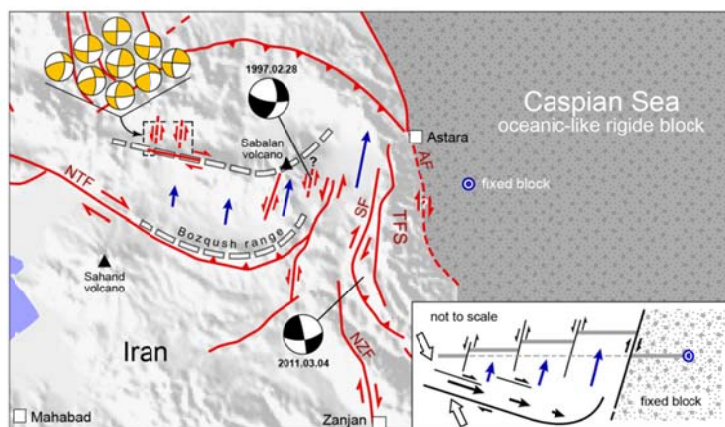 1997.02.28
Caspian Sea
oceanic-like rigide block
Astara
Sabalan
volcano
?
AF
fixed block
NTF
SF
TFS
Bozqush range
Sahand
volcano
not to scale
Iran
2011.03.04
NZF
fixed block
Mahabad
Zanjan